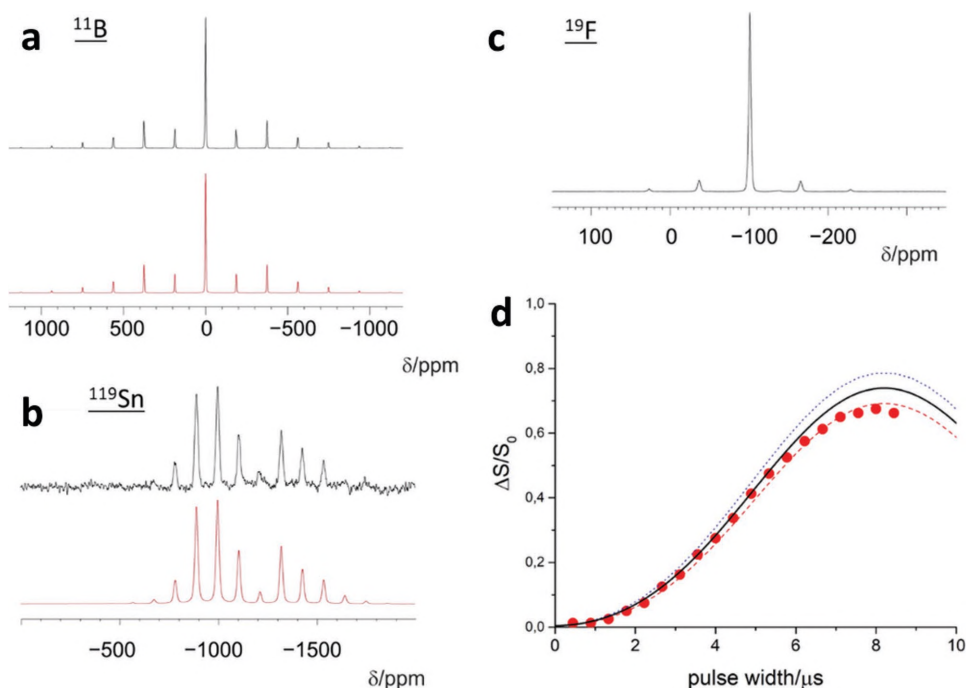 a
¹¹B
1000 500 0 −500 −1000
δ/ppm
b
¹¹⁹Sn
−500 −1000 −1500
δ/ppm
c
¹⁹F
100 0 −100 −200
δ/ppm
d
1,0
0,8
0,6
0,4
0,2
0,0
0 2 4 6 8 10
ΔS/S₀
pulse width/μs